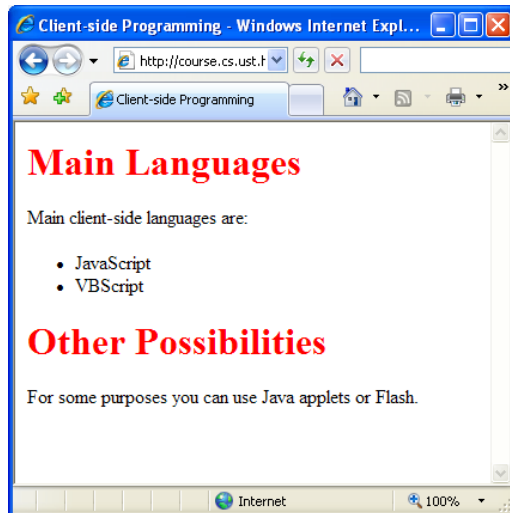 Client-side Programming - Windows Internet Expl...
http://course.cs.ust.h
Client-side Programming
Main Languages
Main client-side languages are:
• JavaScript
• VBScript
Other Possibilities
For some purposes you can use Java applets or Flash.
Internet 100%